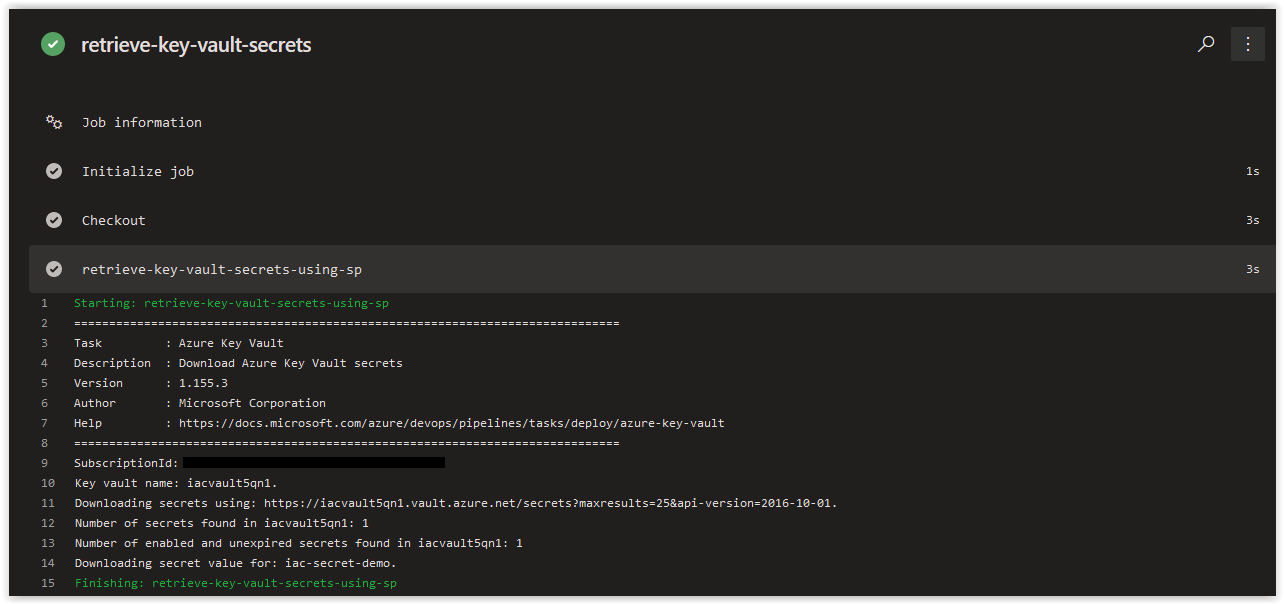 retrieve-key-vault-secrets
Job information
Initialize job 1s
Checkout 3s
retrieve-key-vault-secrets-using-sp 3s
1 Starting: retrieve-key-vault-secrets-using-sp
2 ==============================================================================
3 Task : Azure Key Vault
4 Description : Download Azure Key Vault secrets
5 Version : 1.155.3
6 Author : Microsoft Corporation
7 Help : https://docs.microsoft.com/azure/devops/pipelines/tasks/deploy/azure-key-vault
8 ==============================================================================
9 SubscriptionId:
10 Key vault name: iacvault5qn1.
11 Downloading secrets using: https://iacvault5qn1.vault.azure.net/secrets?maxresults=25&api-version=2016-10-01.
12 Number of secrets found in iacvault5qn1: 1
13 Number of enabled and unexpired secrets found in iacvault5qn1: 1
14 Downloading secret value for: iac-secret-demo.
15 Finishing: retrieve-key-vault-secrets-using-sp